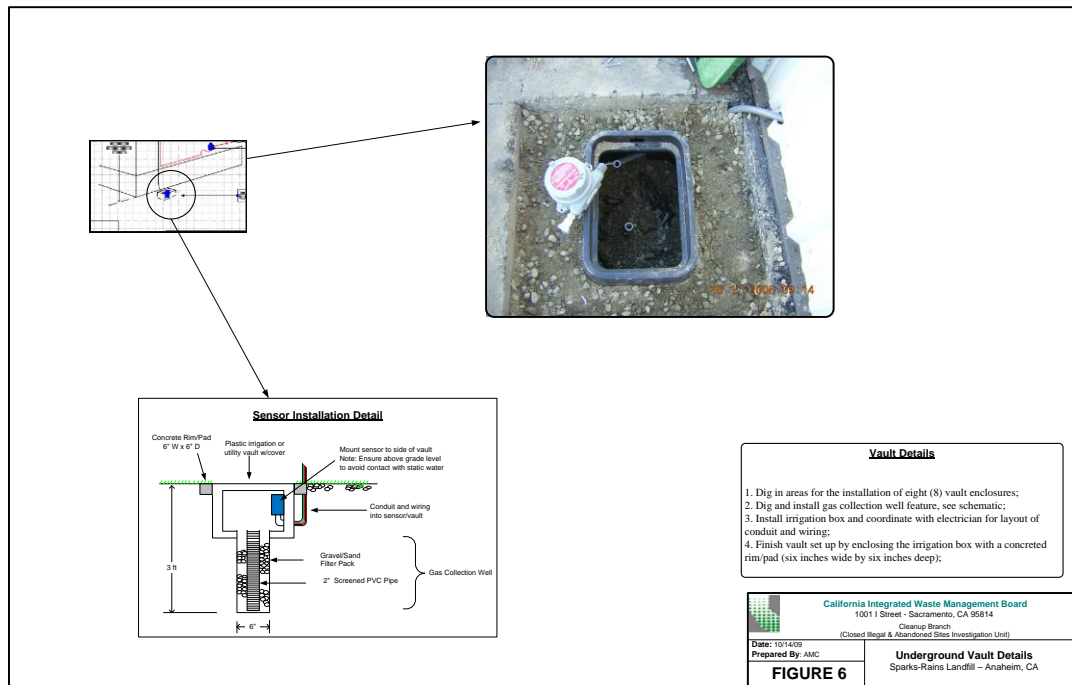 Sensor Installation Detail
Concrete Rim/Pad
6" W x 6" D
Plastic irrigation or
utility vault w/cover
Mount sensor to side of vault
Note: Ensure above grade level
to avoid contact with static water
Conduit and wiring
into sensor/vault
Gravel/Sand
Filter Pack
3 ft
Gas Collection Well
2" Screened PVC Pipe
6"
Vault Details
1. Dig in areas for the installation of eight (8) vault enclosures;
2. Dig and install gas collection well feature, see schematic;
3. Install irrigation box and coordinate with electrician for layout of
conduit and wiring;
4. Finish vault set up by enclosing the irrigation box with a concreted
rim/pad (six inches wide by six inches deep);
California Integrated Waste Management Board
1001 I Street - Sacramento, CA 95814
Cleanup Branch
(Closed Illegal & Abandoned Sites Investigation Unit)
Date: 10/14/09
Prepared By: AMC
FIGURE 6
Underground Vault Details
Sparks-Rains Landfill – Anaheim, CA